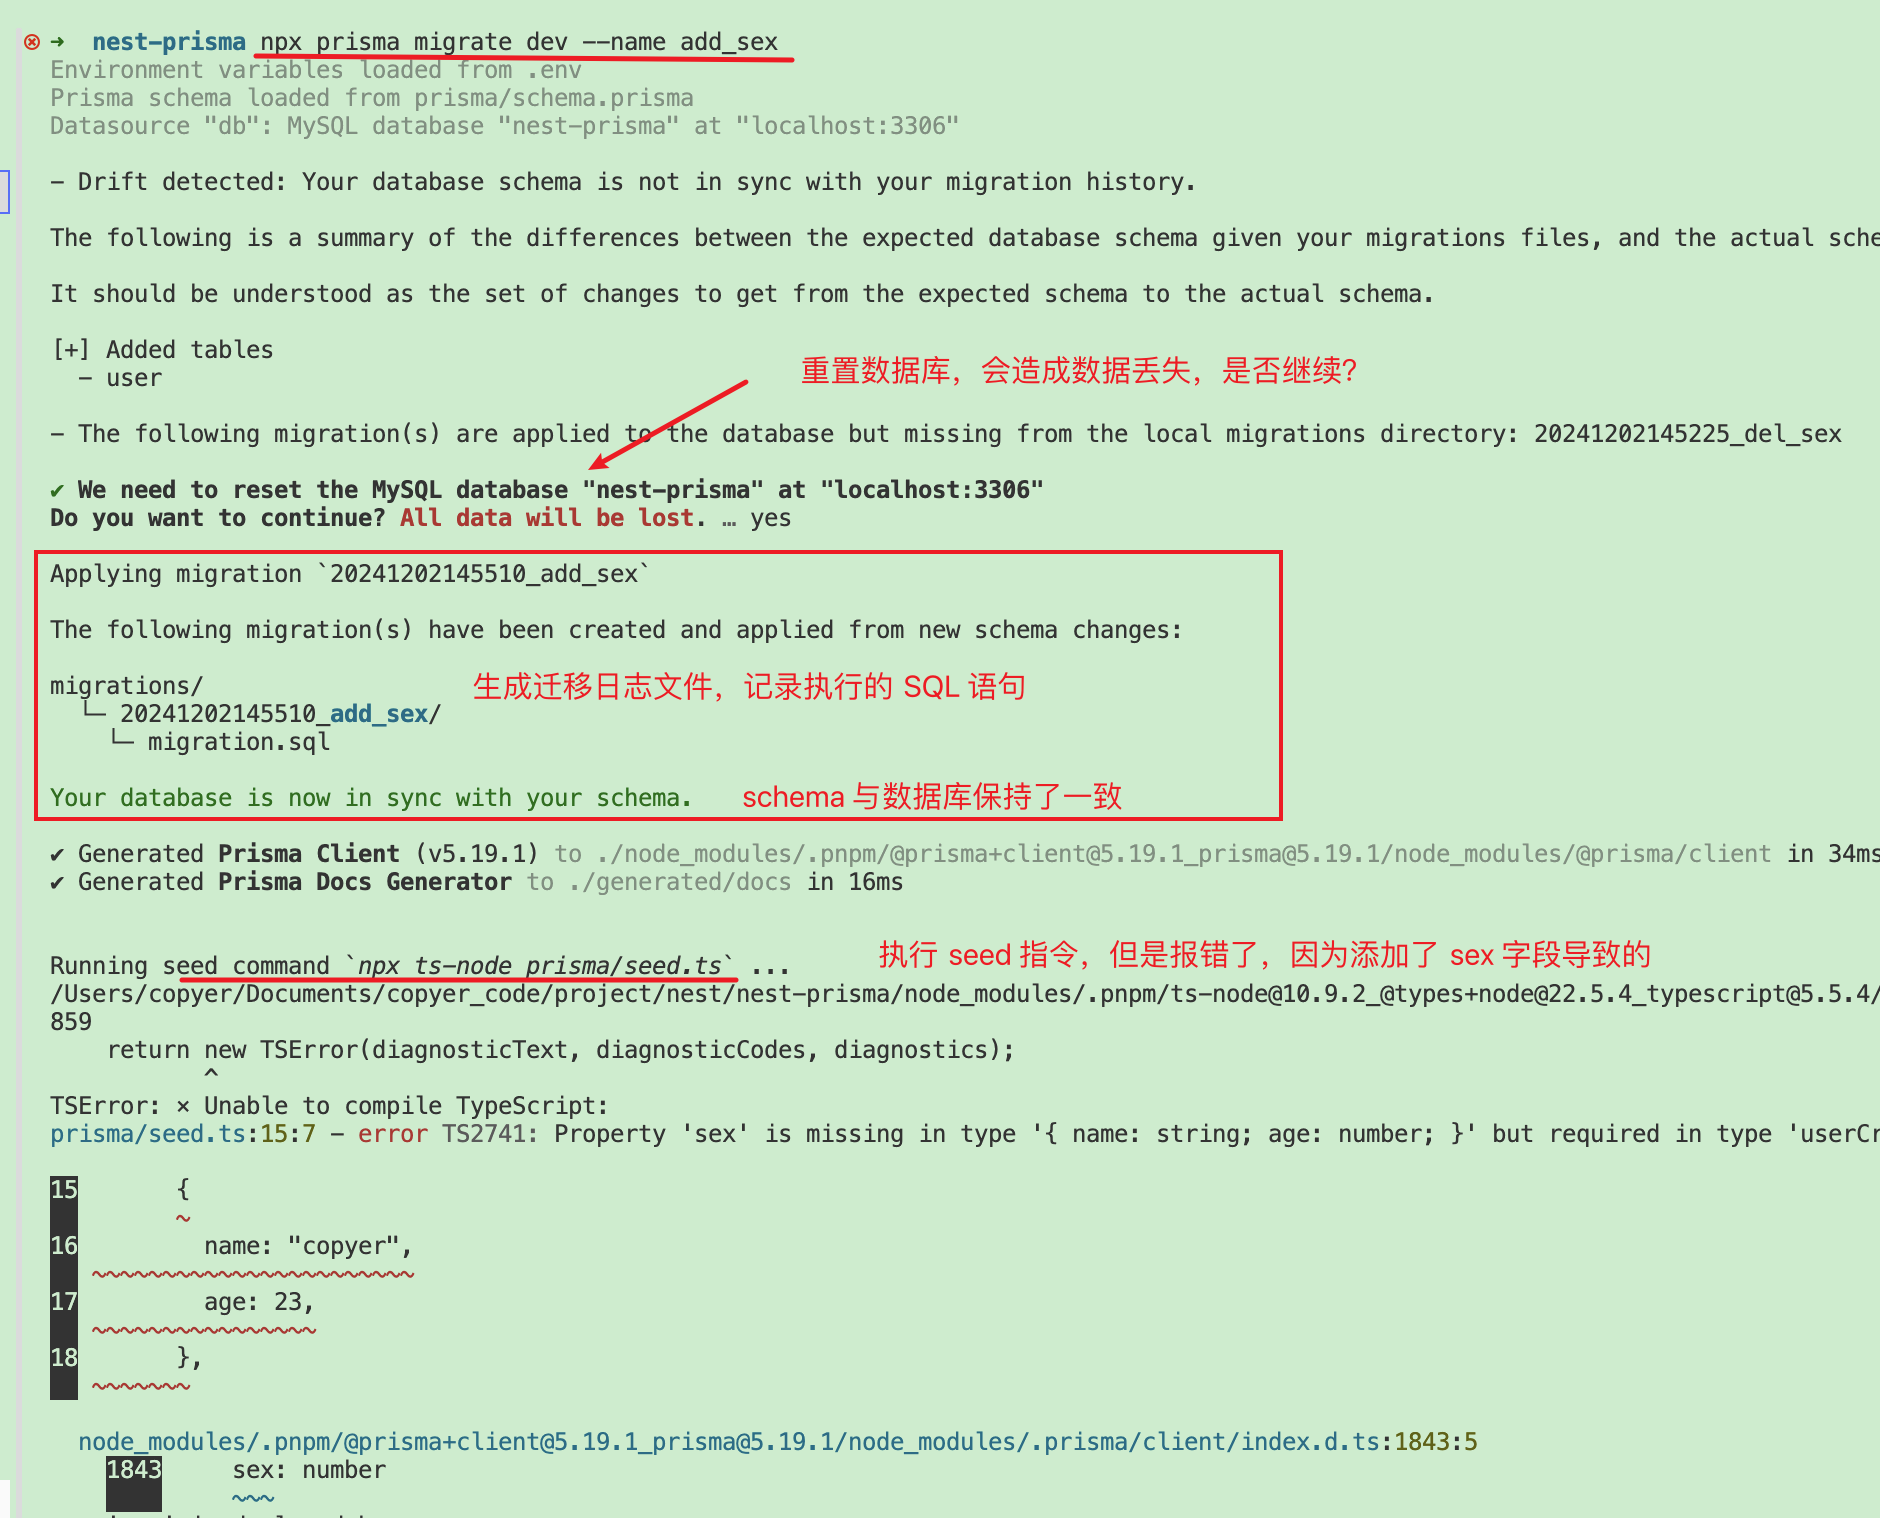 ➜  nest-prisma npx prisma migrate dev --name add_sex
Environment variables loaded from .env
Prisma schema loaded from prisma/schema.prisma
Datasource "db": MySQL database "nest-prisma" at "localhost:3306"
- Drift detected: Your database schema is not in sync with your migration history.
The following is a summary of the differences between the expected database schema given your migrations files, and the actual sche
It should be understood as the set of changes to get from the expected schema to the actual schema.
[+] Added tables
- user
重置数据库，会造成数据丢失，是否继续?
- The following migration(s) are applied to the database but missing from the local migrations directory: 20241202145225_del_sex
✔ We need to reset the MySQL database "nest-prisma" at "localhost:3306"
Do you want to continue? All data will be lost. … yes
Applying migration `20241202145510_add_sex`
The following migration(s) have been created and applied from new schema changes:
migrations/
生成迁移日志文件，记录执行的 SQL 语句
└─ 20241202145510_add_sex/
└─ migration.sql
Your database is now in sync with your schema.
schema 与数据库保持了一致
✔ Generated Prisma Client (v5.19.1) to ./node_modules/.pnpm/@prisma+client@5.19.1_prisma@5.19.1/node_modules/@prisma/client in 34ms
✔ Generated Prisma Docs Generator to ./generated/docs in 16ms
执行 seed 指令，但是报错了，因为添加了 sex 字段导致的
Running seed command `npx ts-node prisma/seed.ts` ...
/Users/copyer/Documents/copyer_code/project/nest/nest-prisma/node_modules/.pnpm/ts-node@10.9.2_@types+node@22.5.4_typescript@5.5.4/
859
return new TSError(diagnosticText, diagnosticCodes, diagnostics);
^
TSError: ⨯ Unable to compile TypeScript:
prisma/seed.ts:15:7 - error TS2741: Property 'sex' is missing in type '{ name: string; age: number; }' but required in type 'userCr
15       {
~
16         name: "copyer",
~~~~~~~~~~~~~~~~~~~~~~~
17         age: 23,
~~~~~~~~~~~~~~~~
18       },
~~~~~~~
node_modules/.pnpm/@prisma+client@5.19.1_prisma@5.19.1/node_modules/.prisma/client/index.d.ts:1843:5
1843     sex: number
~~~